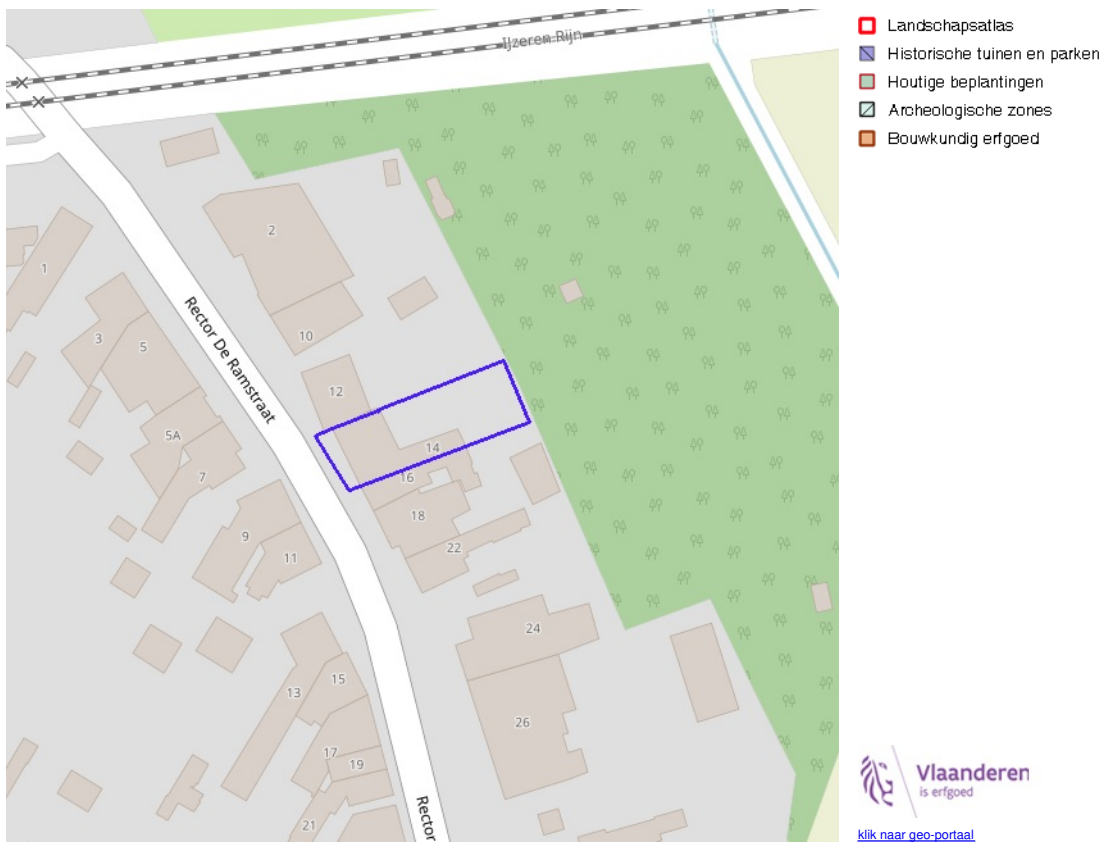 IJzeren Rijn
2
1
Rector De Ramstraat
3
5
10
12
5A
14
7
16
18
9
22
11
24
15
13
26
17
19
Rector
21
Landschapsatlas
Historische tuinen en parken
Houtige beplantingen
Archeologische zones
Bouwkundig erfgoed
Vlaanderen
is erfgoed
klik naar geo-portaal